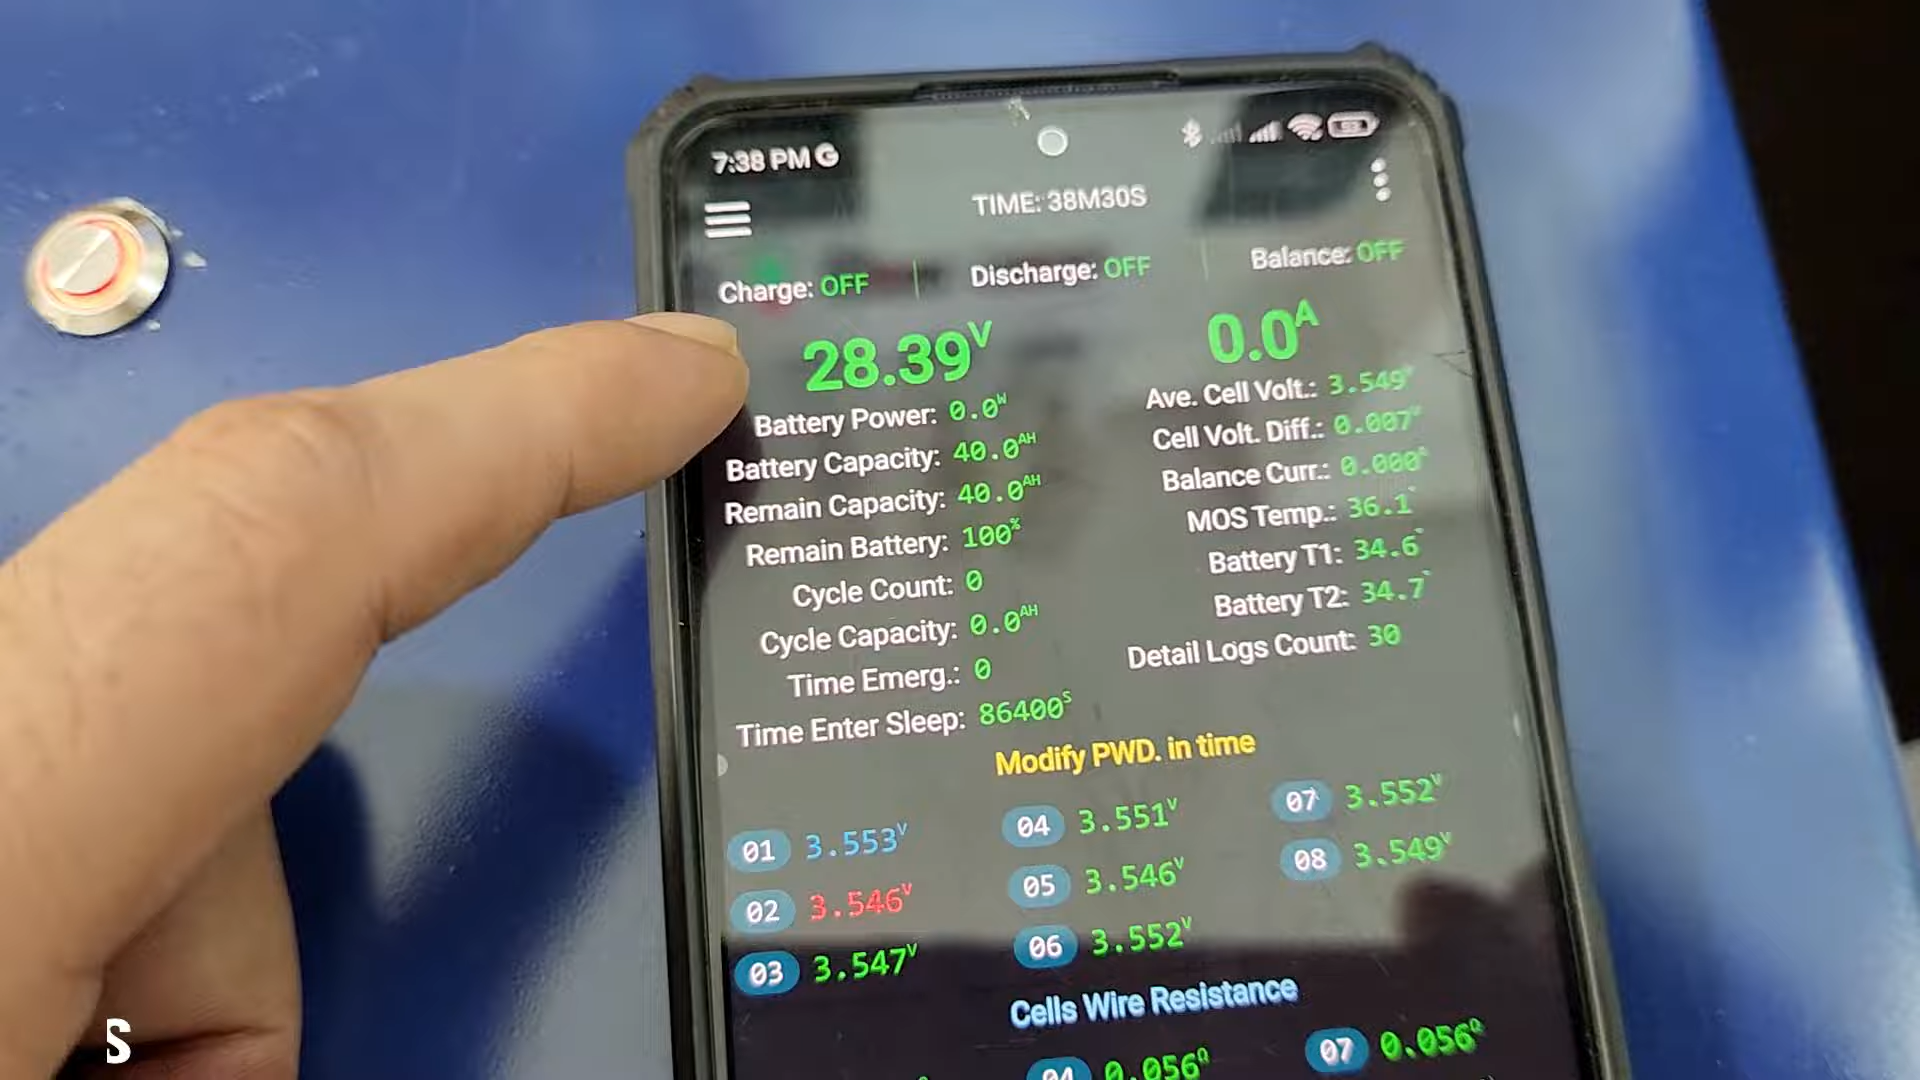 7:38 PM G
53
TIME: 38M30S
Charge: OFF
Discharge: OFF
Balance: OFF
28.39V
0.0A
Battery Power: 0.0W
Battery Capacity: 40.0AH
Remain Capacity: 40.0AH
Remain Battery: 100%
Cycle Count: 0
Cycle Capacity: 0.0AH
Time Emerg.: 0
Time Enter Sleep: 86400S
Ave. Cell Volt.: 3.549V
Cell Volt. Diff.: 0.007V
Balance Curr.: 0.000A
MOS Temp.: 36.1
Battery T1: 34.6
Battery T2: 34.7
Detail Logs Count: 30
Modify PWD. in time
01 3.553V
04 3.551V
07 3.552V
02 3.546V
05 3.546V
08 3.549V
03 3.547V
06 3.552V
Cells Wire Resistance
04 0.056Ω
07 0.056Ω
S